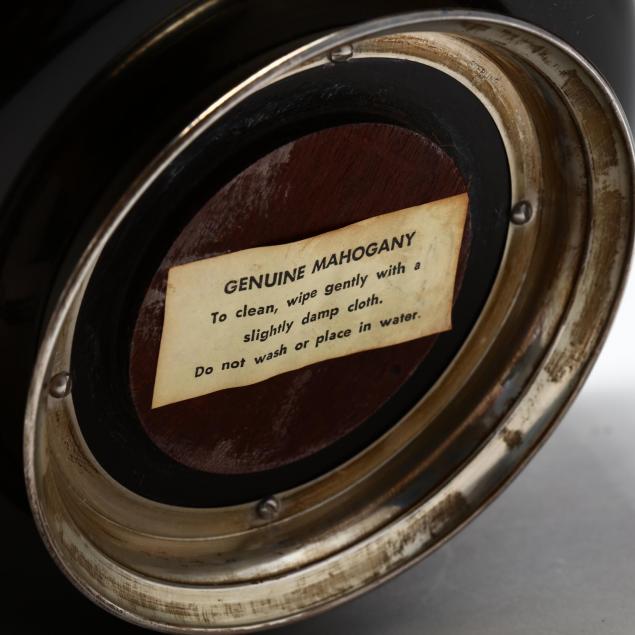 GENUINE MAHOGANY
To clean, wipe gently with a
slightly damp cloth.
Do not wash or place in water.